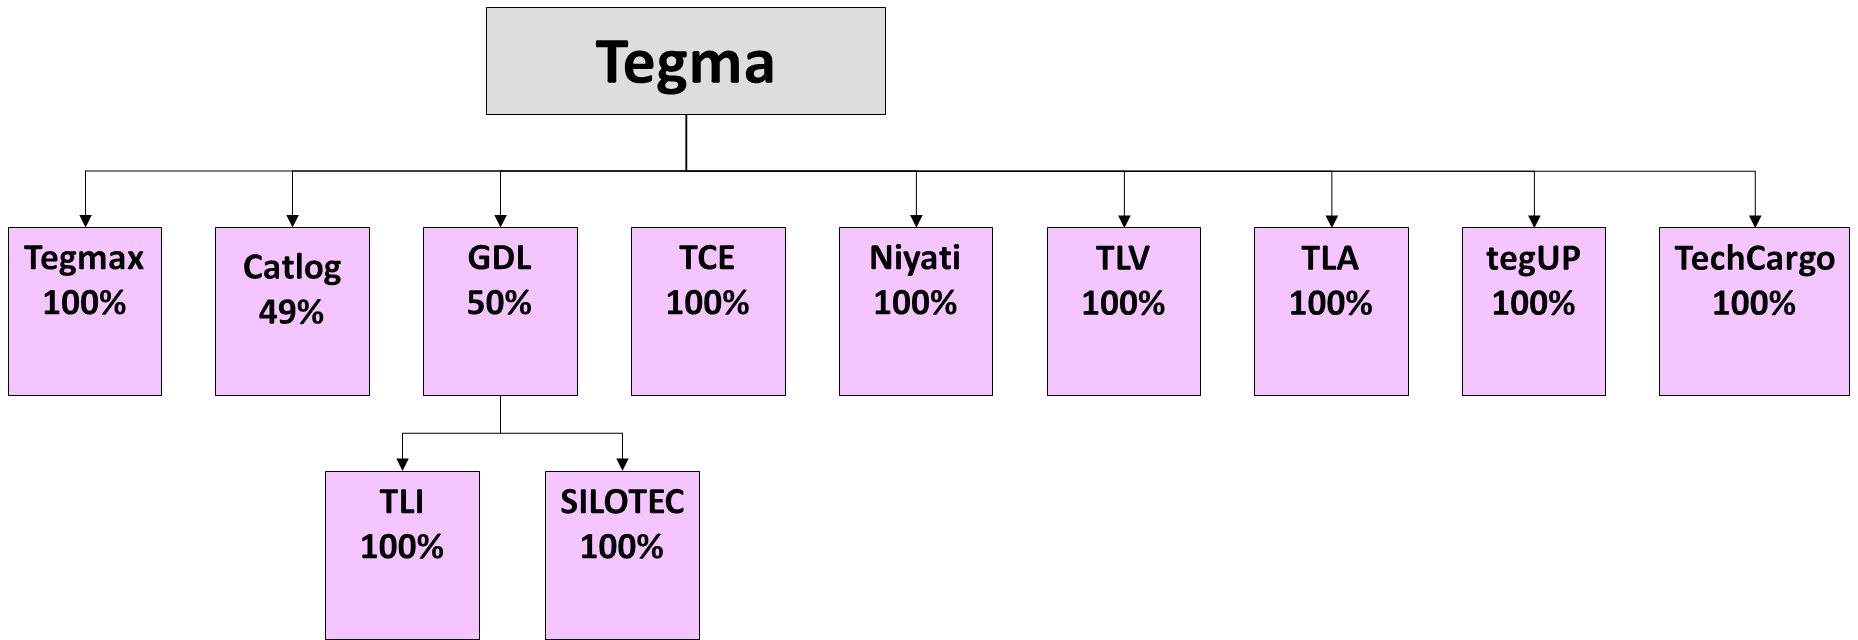 Tegma
Tegmax
100%
Catlog
49%
GDL
50%
TCE
100%
Niyati
100%
TLV
100%
TLA
100%
tegUP
100%
TechCargo
100%
TLI
100%
SILOTEC
100%